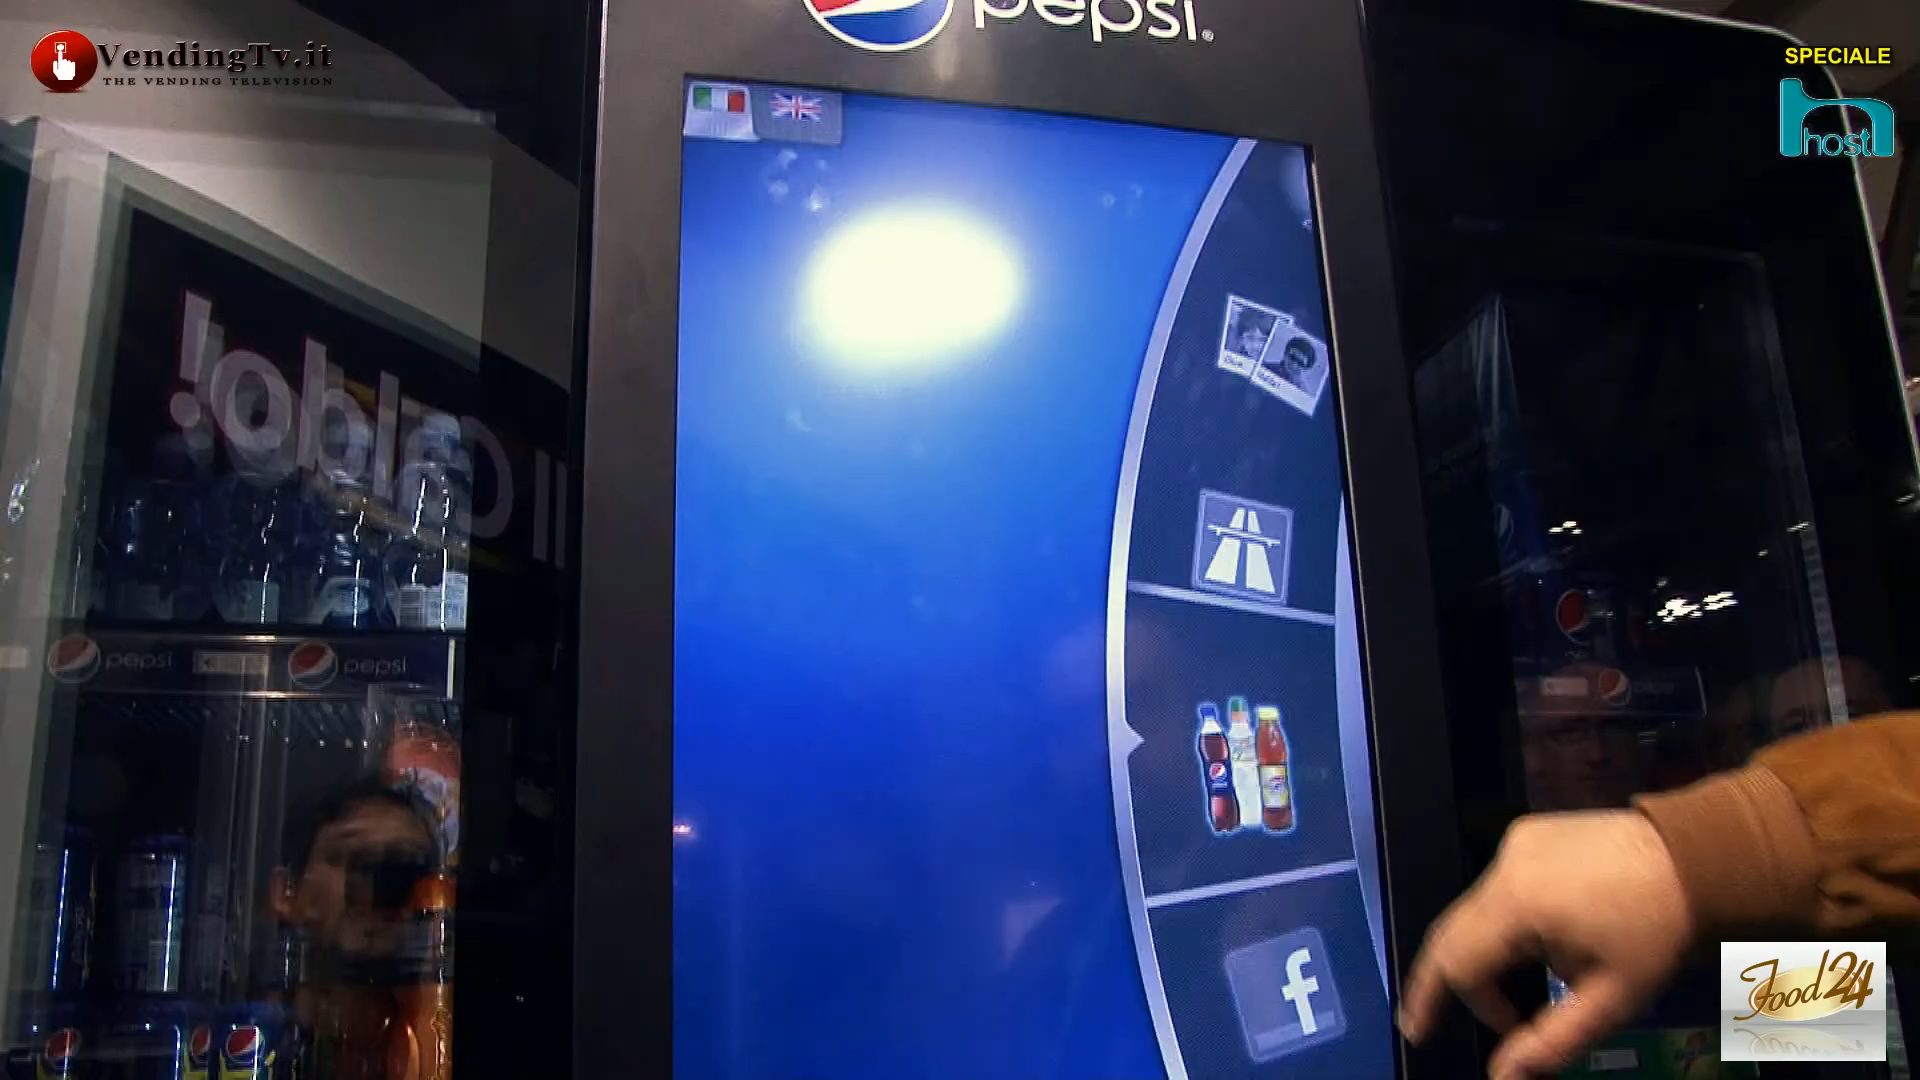 VendingTv.it
THE VENDING TELEVISION
pepsi
SPECIALE
host
pepsi
pepsi
f
Food24